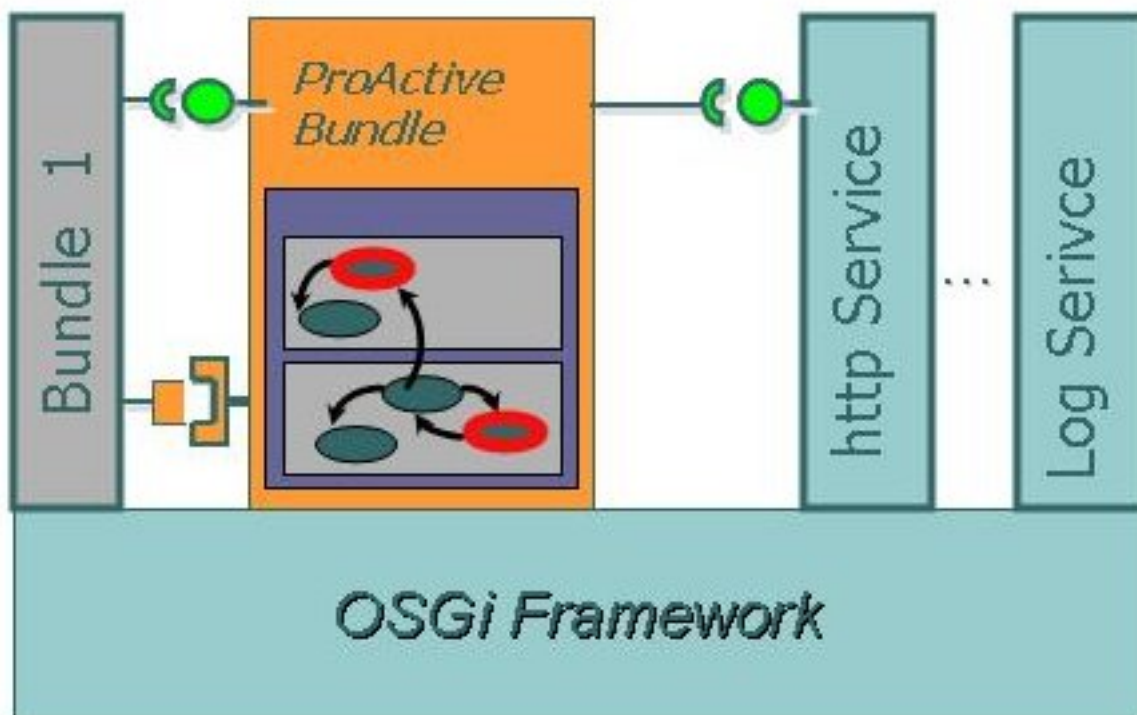 Bundle 1
ProActive
Bundle
http Service
...
Log Serivce
OSGi Framework